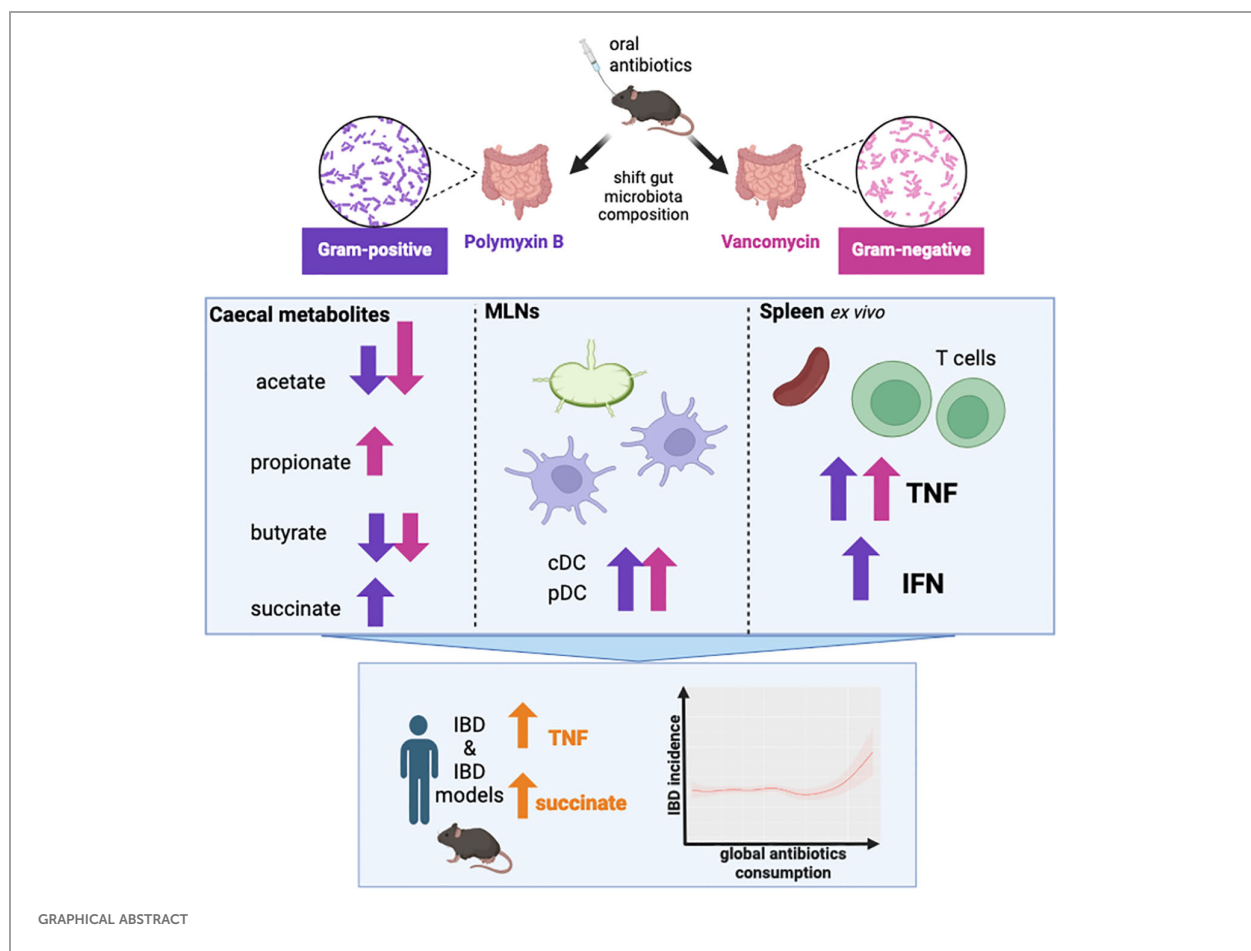 oral
antibiotics
shift gut
microbiota
composition
Polymyxin B
Vancomycin
Gram-positive
Gram-negative
Caecal metabolites
acetate
propionate
butyrate
succinate
MLNs
cDC
pDC
Spleen ex vivo
T cells
TNF
IFN
IBD
&
IBD
models
TNF
succinate
IBD incidence
global antibiotics
consumption
GRAPHICAL ABSTRACT